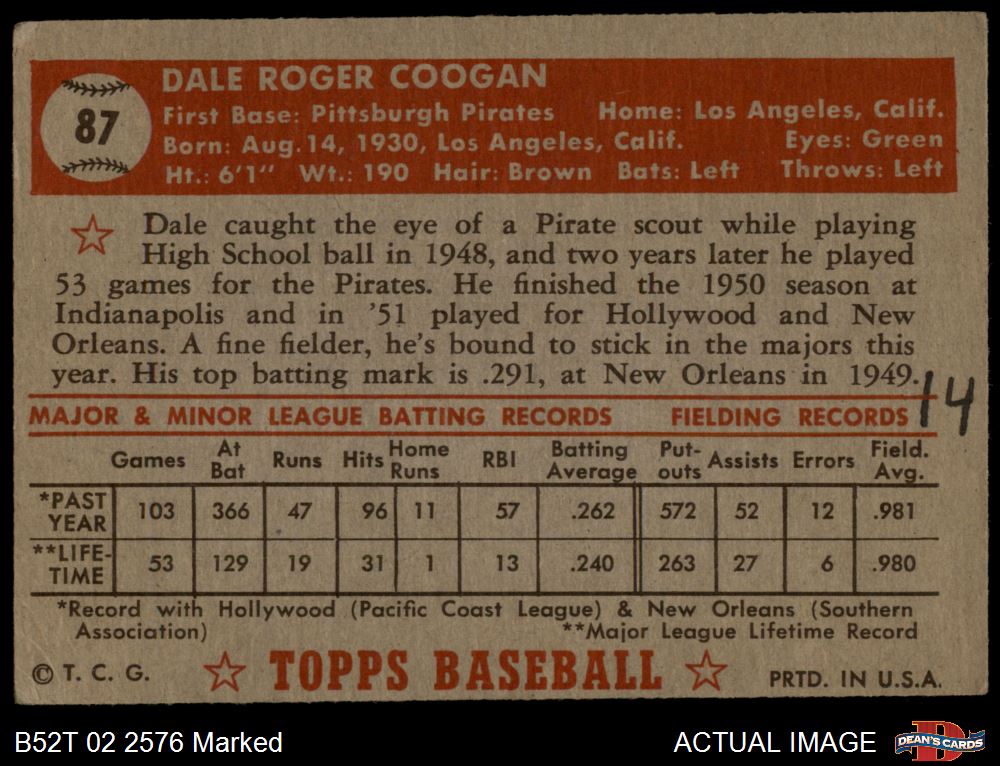 87
DALE ROGER COOGAN
First Base: Pittsburgh Pirates Home: Los Angeles, Calif.
Born: Aug. 14, 1930, Los Angeles, Calif. Eyes: Green
Ht.: 6'1" Wt.: 190 Hair: Brown Bats: Left Throws: Left
Dale caught the eye of a Pirate scout while playing
High School ball in 1948, and two years later he played
53 games for the Pirates. He finished the 1950 season at
Indianapolis and in '51 played for Hollywood and New
Orleans. A fine fielder, he's bound to stick in the majors this
year. His top batting mark is .291, at New Orleans in 1949.
14
MAJOR & MINOR LEAGUE BATTING RECORDS FIELDING RECORDS
Games At Bat Runs Hits Home Runs RBI Batting Average Put-outs Assists Errors Field. Avg.
*PAST YEAR 103 366 47 96 11 57 .262 572 52 12 .981
**LIFE-TIME 53 129 19 31 1 13 .240 263 27 6 .980
*Record with Hollywood (Pacific Coast League) & New Orleans (Southern
Association) **Major League Lifetime Record
© T. C. G. TOPPS BASEBALL PRTD. IN U.S.A.
B52T 02 2576 Marked ACTUAL IMAGE DEAN'S CARDS